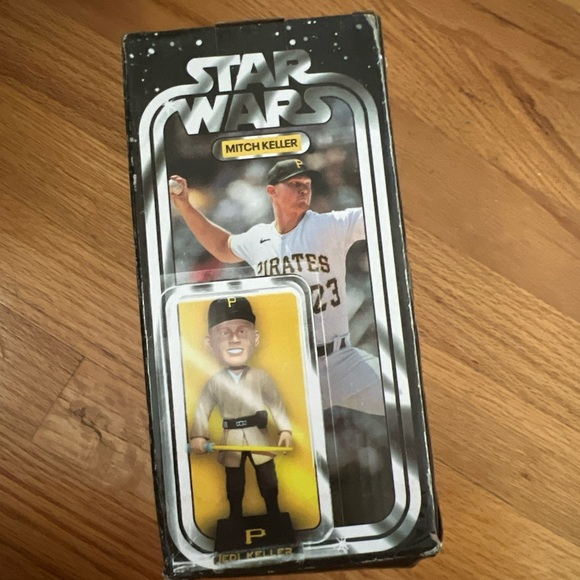 STAR
WARS
MITCH KELLER
P
PIRATES
23
P
P
JEDI KELLER